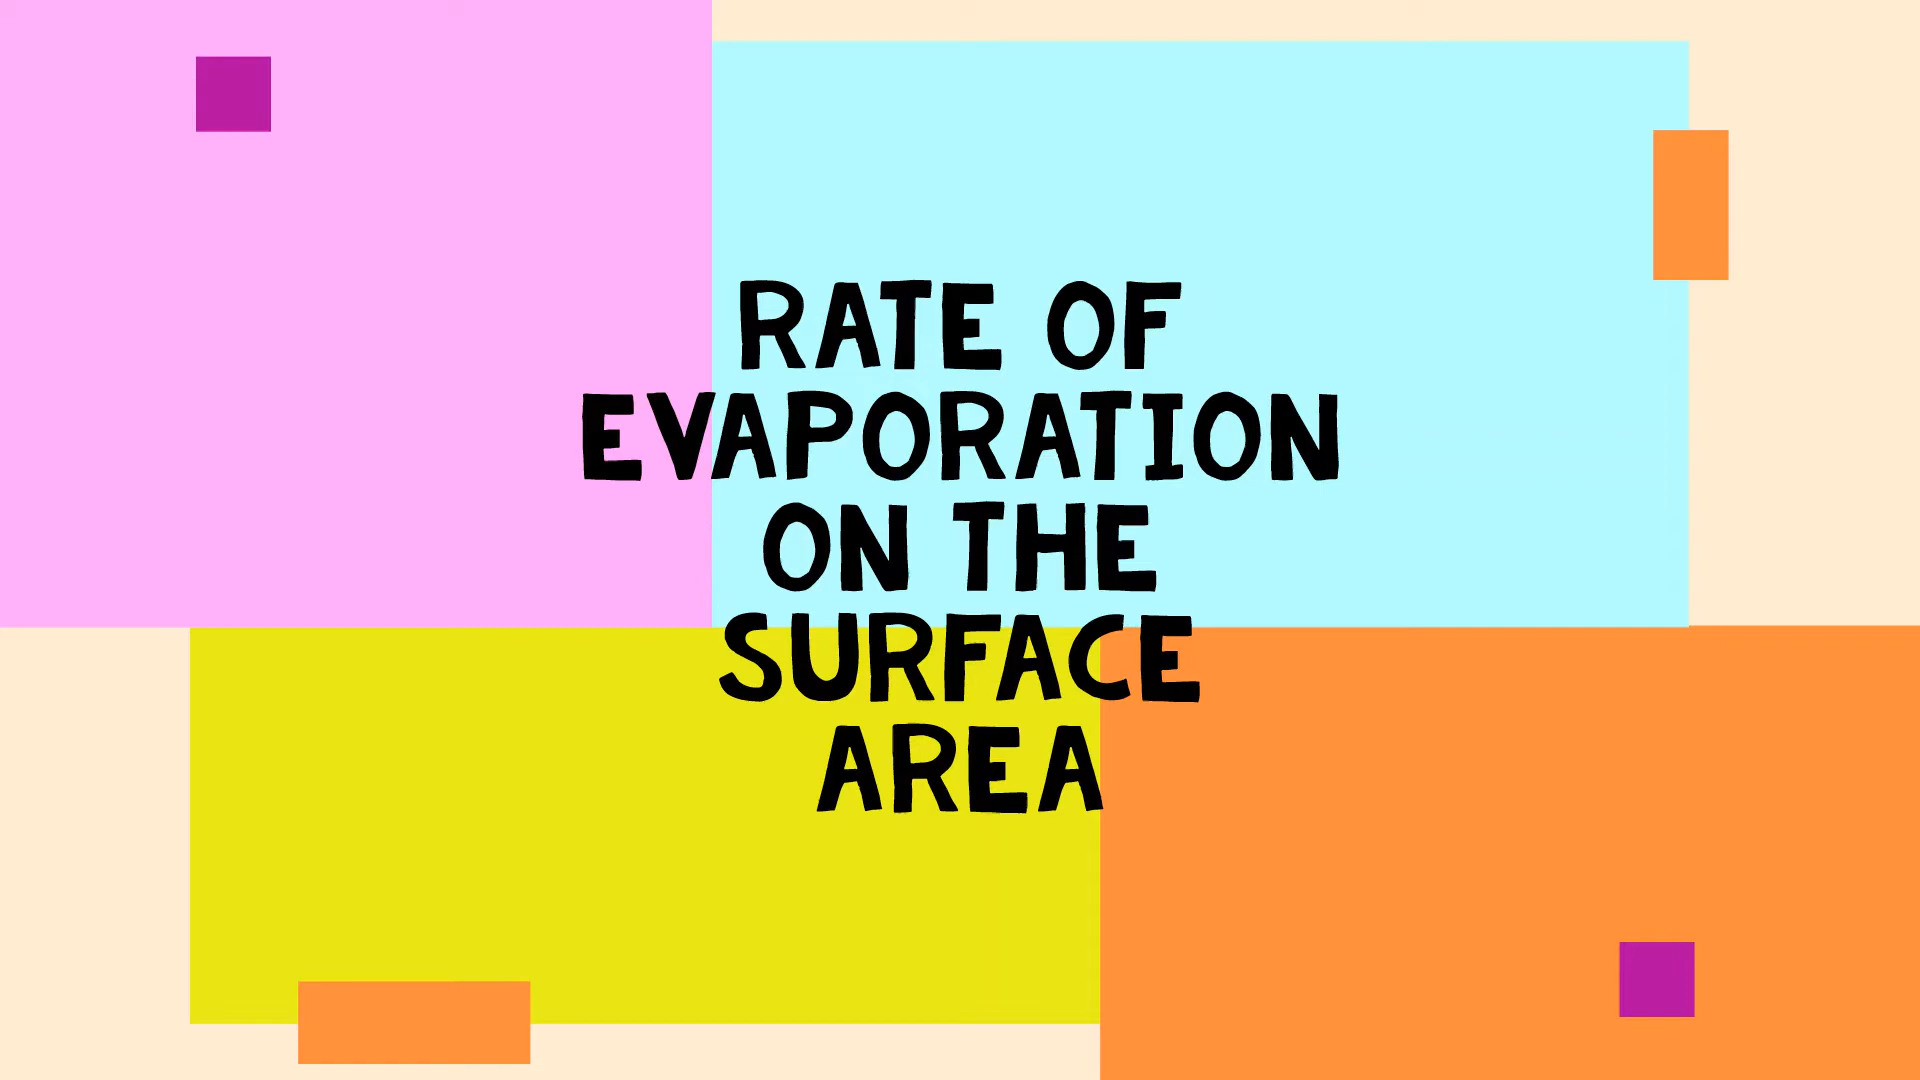 RATE OF
EVAPORATION
ON THE
SURFACE
AREA